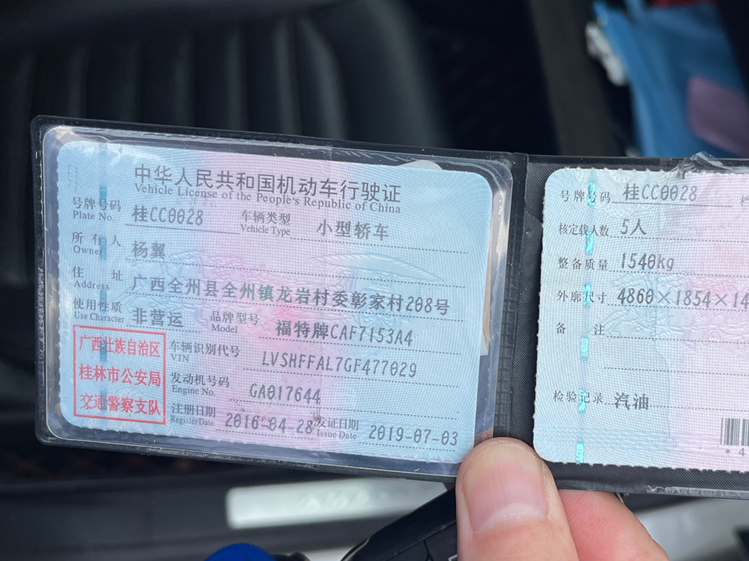 中华人民共和国机动车行驶证
Vehicle License of the People's Republic of China
号牌号码 桂CC0028 车辆类型 小型轿车
Plate No. Vehicle Type
所有人 杨翼
Owner
住址 广西全州县全州镇龙岩村委彭家村208号
Address
使用性质 非营运 品牌型号 福特牌CAF7153A4
Use Character Model
广西壮族自治区
桂林市公安局
交通警察支队
车辆识别代号 LVSHFFAL7GF477029
VIN
发动机号码 GA017644
Engine No.
注册日期 2016-04-28 发证日期 2019-07-03
Register Date Issue Date
号牌号码 桂CC0028
核定载人数 5人
整备质量 1540kg
外廓尺寸 4860×1854×14
备注
检验记录 汽油
*4